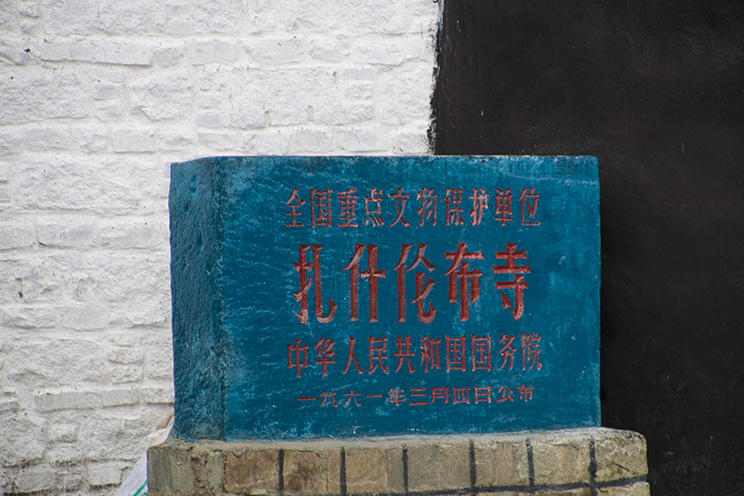 全国重点文物保护单位
扎什伦布寺
中华人民共和国国务院
一九六一年三月四日公布